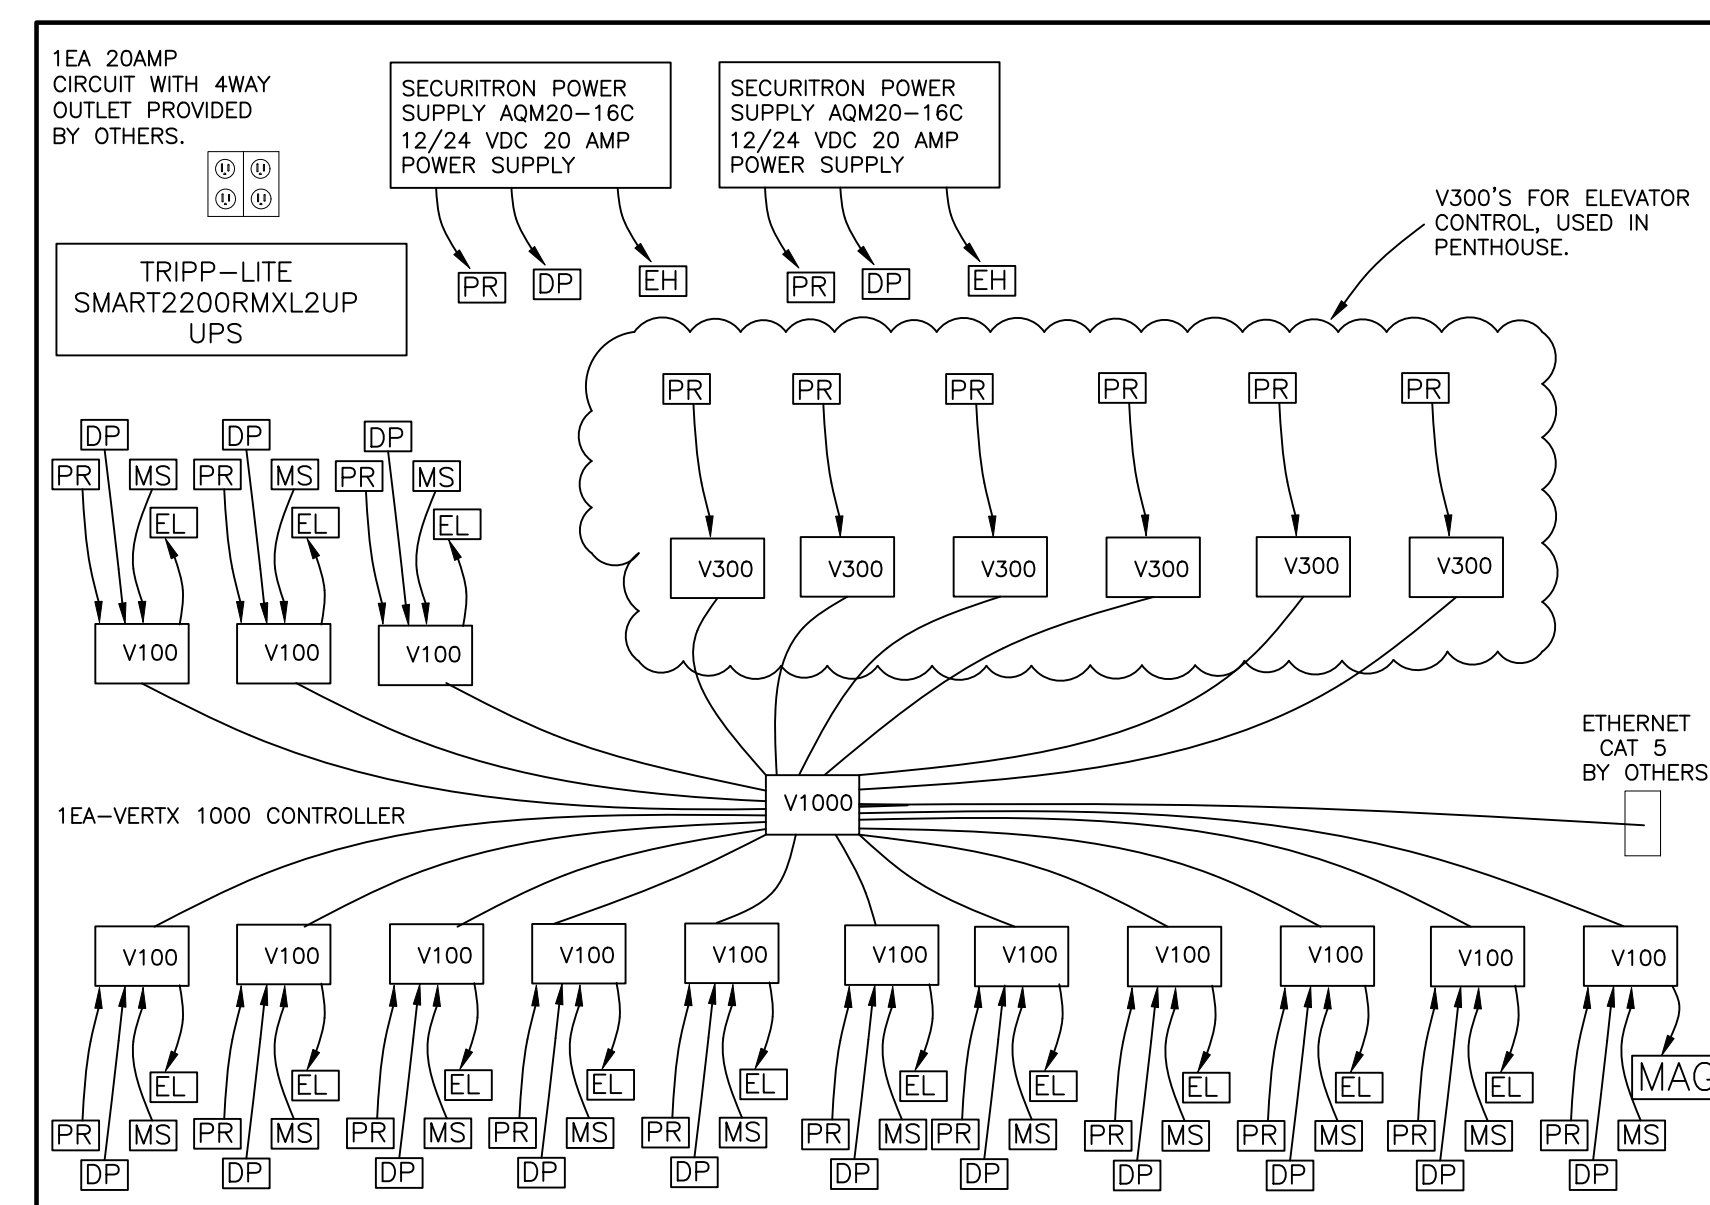 1EA 20AMP
CIRCUIT WITH 4WAY
OUTLET PROVIDED
BY OTHERS.
SECURITRON POWER
SUPPLY AQM20-16C
12/24 VDC 20 AMP
POWER SUPPLY
SECURITRON POWER
SUPPLY AQM20-16C
12/24 VDC 20 AMP
POWER SUPPLY
V300'S FOR ELEVATOR
CONTROL, USED IN
PENTHOUSE.
TRIPP-LITE
SMART2200RMXL2UP
UPS
PR DP EH PR DP EH
PR PR PR PR PR PR
DP DP DP
PR MS PR MS PR MS
EL EL EL
V300 V300 V300 V300 V300 V300
V100 V100 V100
ETHERNET
CAT 5
BY OTHERS
1EA-VERTX 1000 CONTROLLER
V1000
V100 V100 V100 V100 V100 V100 V100 V100 V100 V100 V100
EL EL EL EL EL EL EL EL EL EL MAG
PR MS PR MS PR MS PR MS PR MS PR MS PR MS PR MS PR MS PR MS PR MS
DP DP DP DP DP DP DP DP DP DP DP